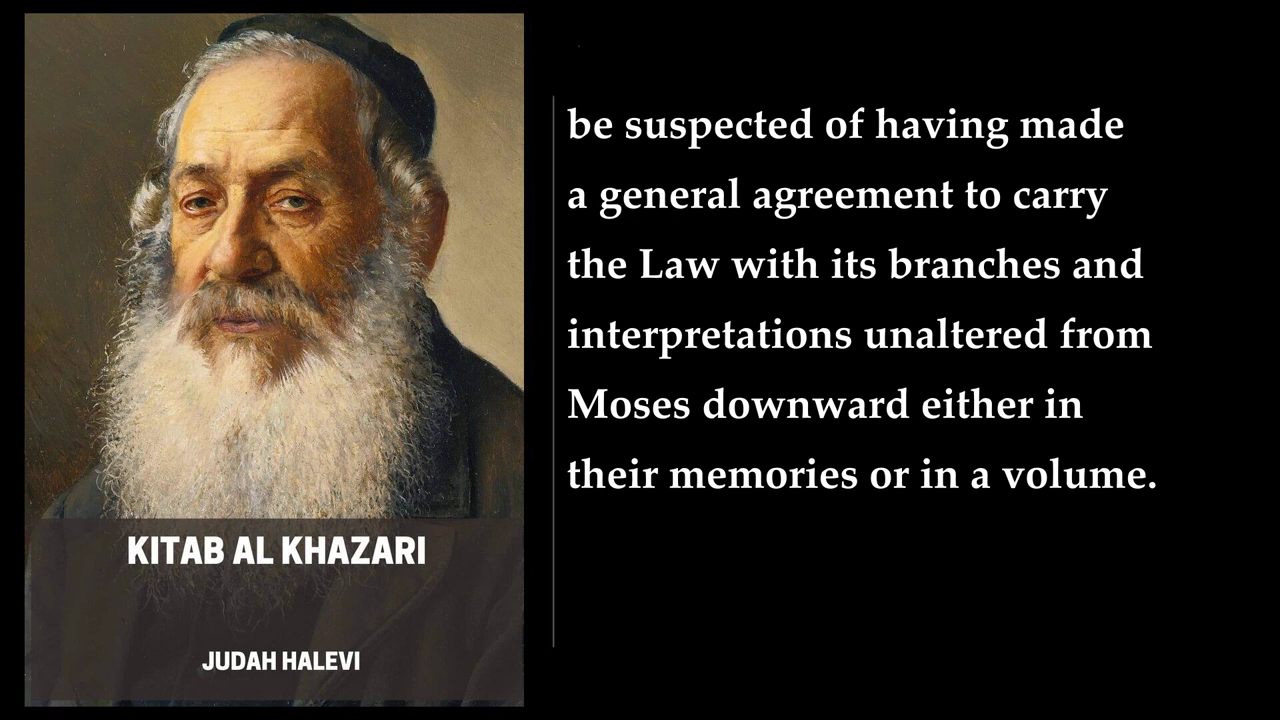 KITAB AL KHAZARI
JUDAH HALEVI
be suspected of having made
a general agreement to carry
the Law with its branches and
interpretations unaltered from
Moses downward either in
their memories or in a volume.